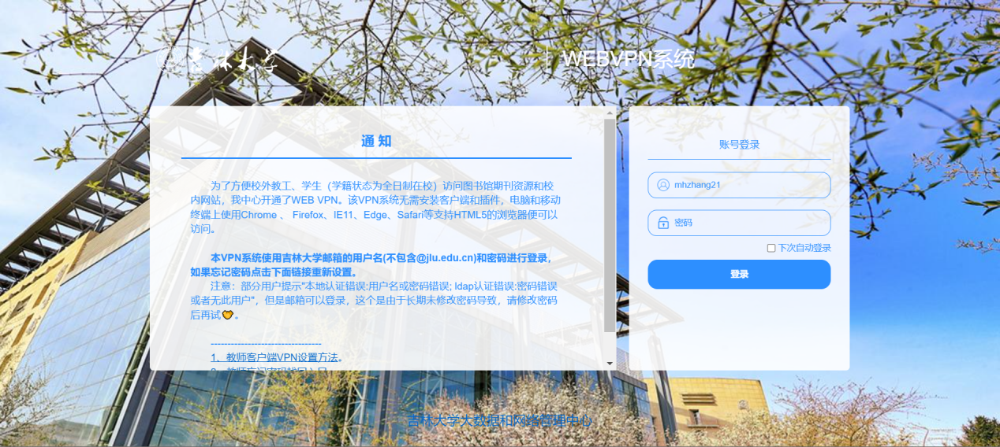 吉林大学
WEBVPN系统
通 知
为了方便校外教工、学生（学籍状态为全日制在校）访问图书馆期刊资源和校
内网站，我中心开通了WEB VPN。该VPN系统无需安装客户端和插件，电脑和移动
终端上使用Chrome 、 Firefox、IE11、Edge、Safari等支持HTML5的浏览器便可以
访问。
本VPN系统使用吉林大学邮箱的用户名(不包含@jlu.edu.cn)和密码进行登录，
如果忘记密码点击下面链接重新设置。
注意：部分用户提示"本地认证错误:用户名或密码错误; ldap认证错误:密码错误
或者无此用户"，但是邮箱可以登录，这个是由于长期未修改密码导致，请修改密码
后再试。
---------------------------------
1、教师客户端VPN设置方法。
账号登录
mhzhang21
密码
下次自动登录
登录
吉林大学大数据和网络管理中心